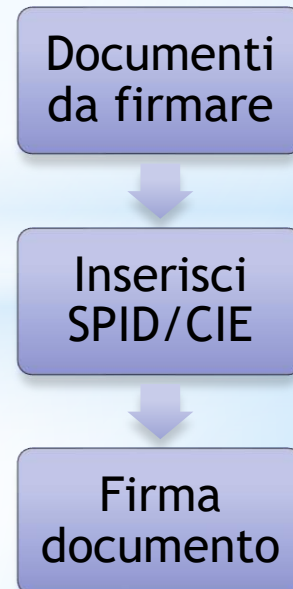 Documenti
da firmare
Inserisci
SPID/CIE
Firma
documento